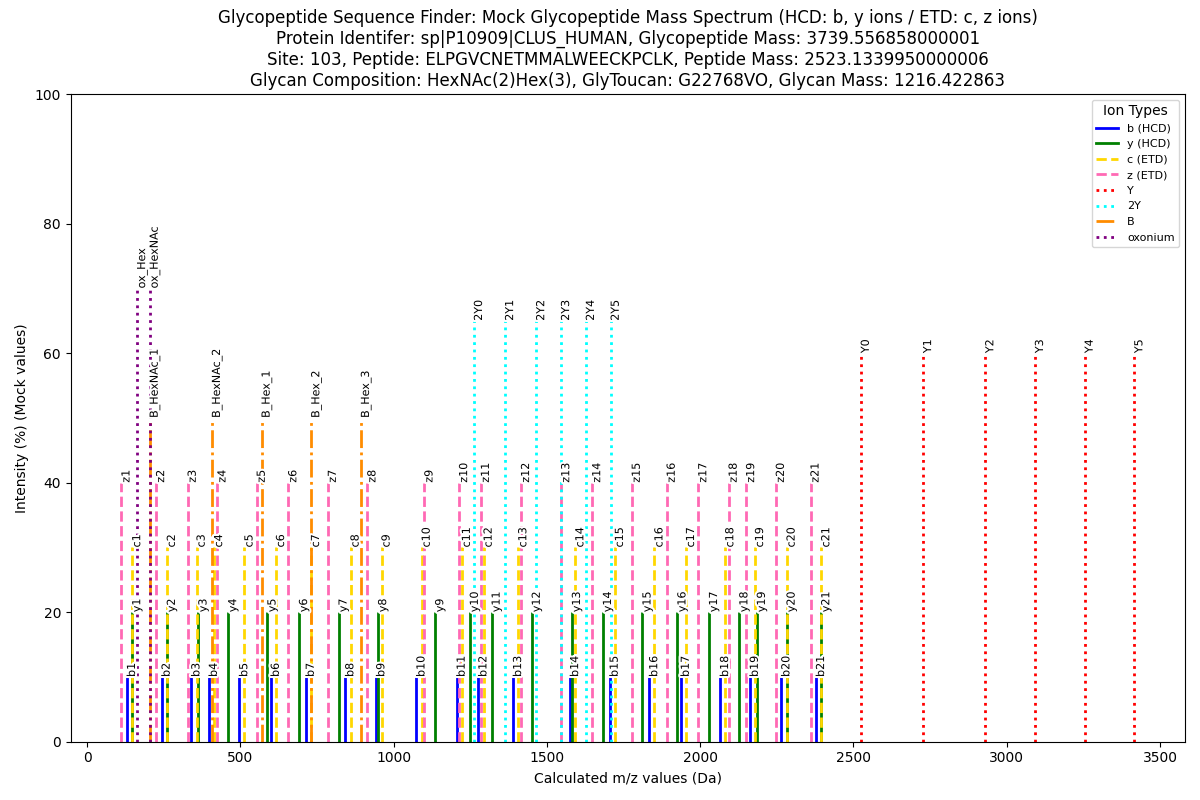 Glycopeptide Sequence Finder: Mock Glycopeptide Mass Spectrum (HCD: b, y ions / ETD: c, z ions)
Protein Identifer: sp|P10909|CLUS_HUMAN, Glycopeptide Mass: 3739.556858000001
Site: 103, Peptide: ELPGVCNETMMALWEECKPCLK, Peptide Mass: 2523.1339950000006
Glycan Composition: HexNAc(2)Hex(3), GlyToucan: G22768VO, Glycan Mass: 1216.422863
100
80
60
40
20
0
Intensity (%) (Mock values)
Ion Types
b (HCD)
y (HCD)
c (ETD)
z (ETD)
Y
2Y
B
oxonium
ox_Hex
ox_HexNAc
2Y0
2Y1
2Y2
2Y3
2Y4
2Y5
Y0
Y1
Y2
Y3
Y4
Y5
B_HexNAc_1
B_HexNAc_2
B_Hex_1
B_Hex_2
B_Hex_3
z1
z2
z3
z4
z5
z6
z7
z8
z9
z10
z11
z12
z13
z14
z15
z16
z17
z18
z19
z20
z21
c1
c2
c3
c4
c5
c6
c7
c8
c9
c10
c11
c12
c13
c14
c15
c16
c17
c18
c19
c20
c21
y1
y2
y3
y4
y5
y6
y7
y8
y9
y10
y11
y12
y13
y14
y15
y16
y17
y18
y19
y20
y21
b1
b2
b3
b4
b5
b6
b7
b8
b9
b10
b11
b12
b13
b14
b15
b16
b17
b18
b19
b20
b21
0
500
1000
1500
2000
2500
3000
3500
Calculated m/z values (Da)